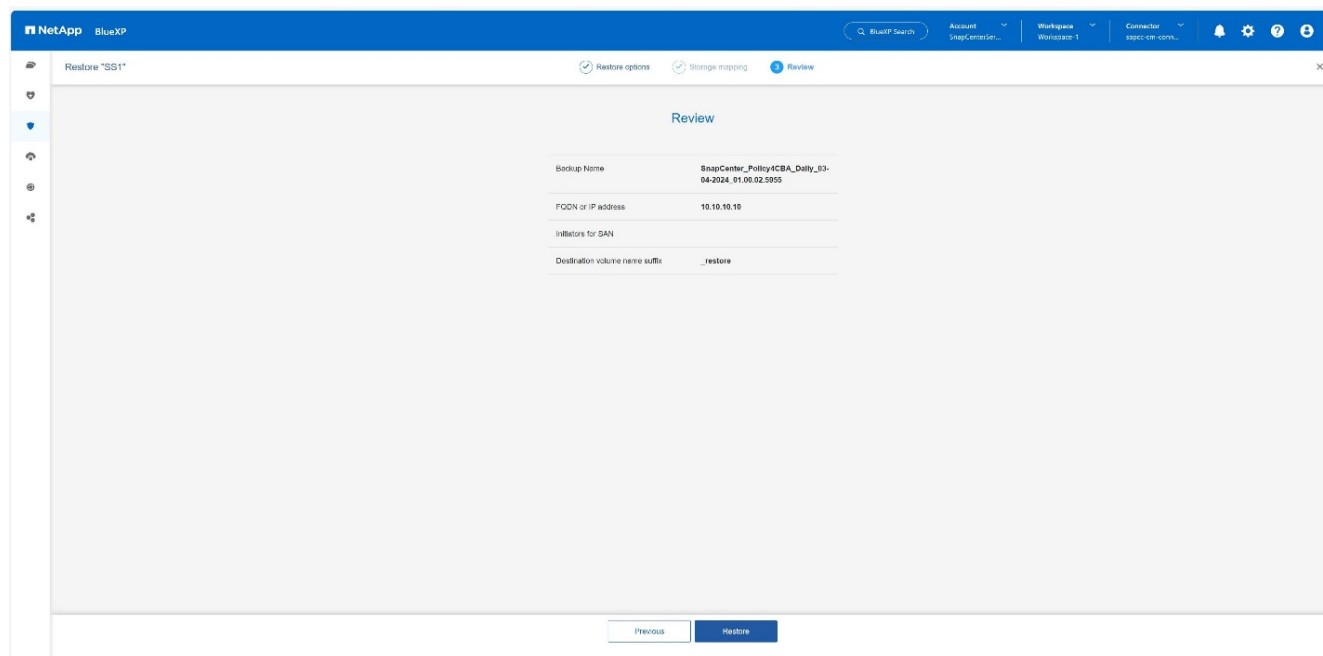 NetApp BlueXP
BlueXP Search
Account
SnapCenterSer...
Workspace
Workspace-1
Connector
sapcc-cm-conn...
Restore "SS1"
Restore options
Storage mapping
3 Review
Review
Backup Name
SnapCenter_Policy4CBA_Daily_03-
04-2024_01.00.02.5955
FQDN or IP address
10.10.10.10
Initiators for SAN
Destination volume name suffix
_restore
Previous
Restore